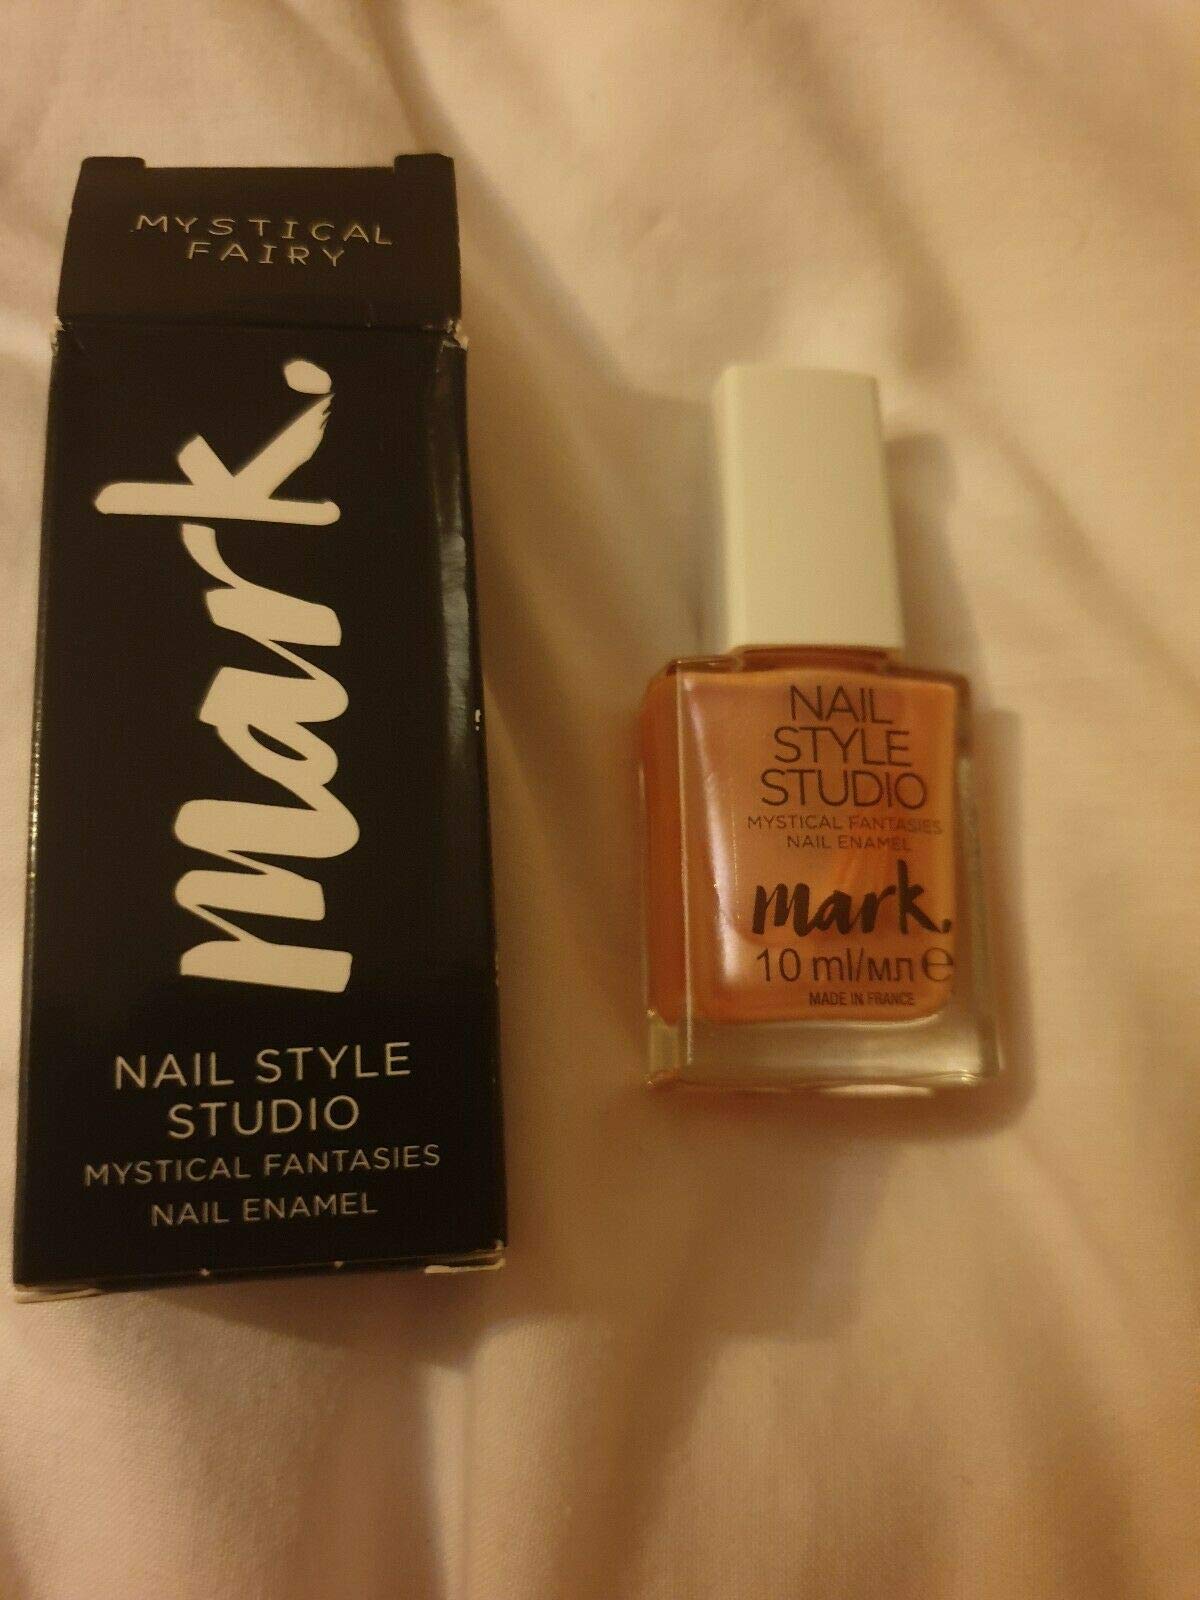 MYSTICAL
FAIRY
mark.
NAIL STYLE
STUDIO
MYSTICAL FANTASIES
NAIL ENAMEL
NAIL
STYLE
STUDIO
MYSTICAL FANTASIES
NAIL ENAMEL
mark.
10 ml/мл e
MADE IN FRANCE